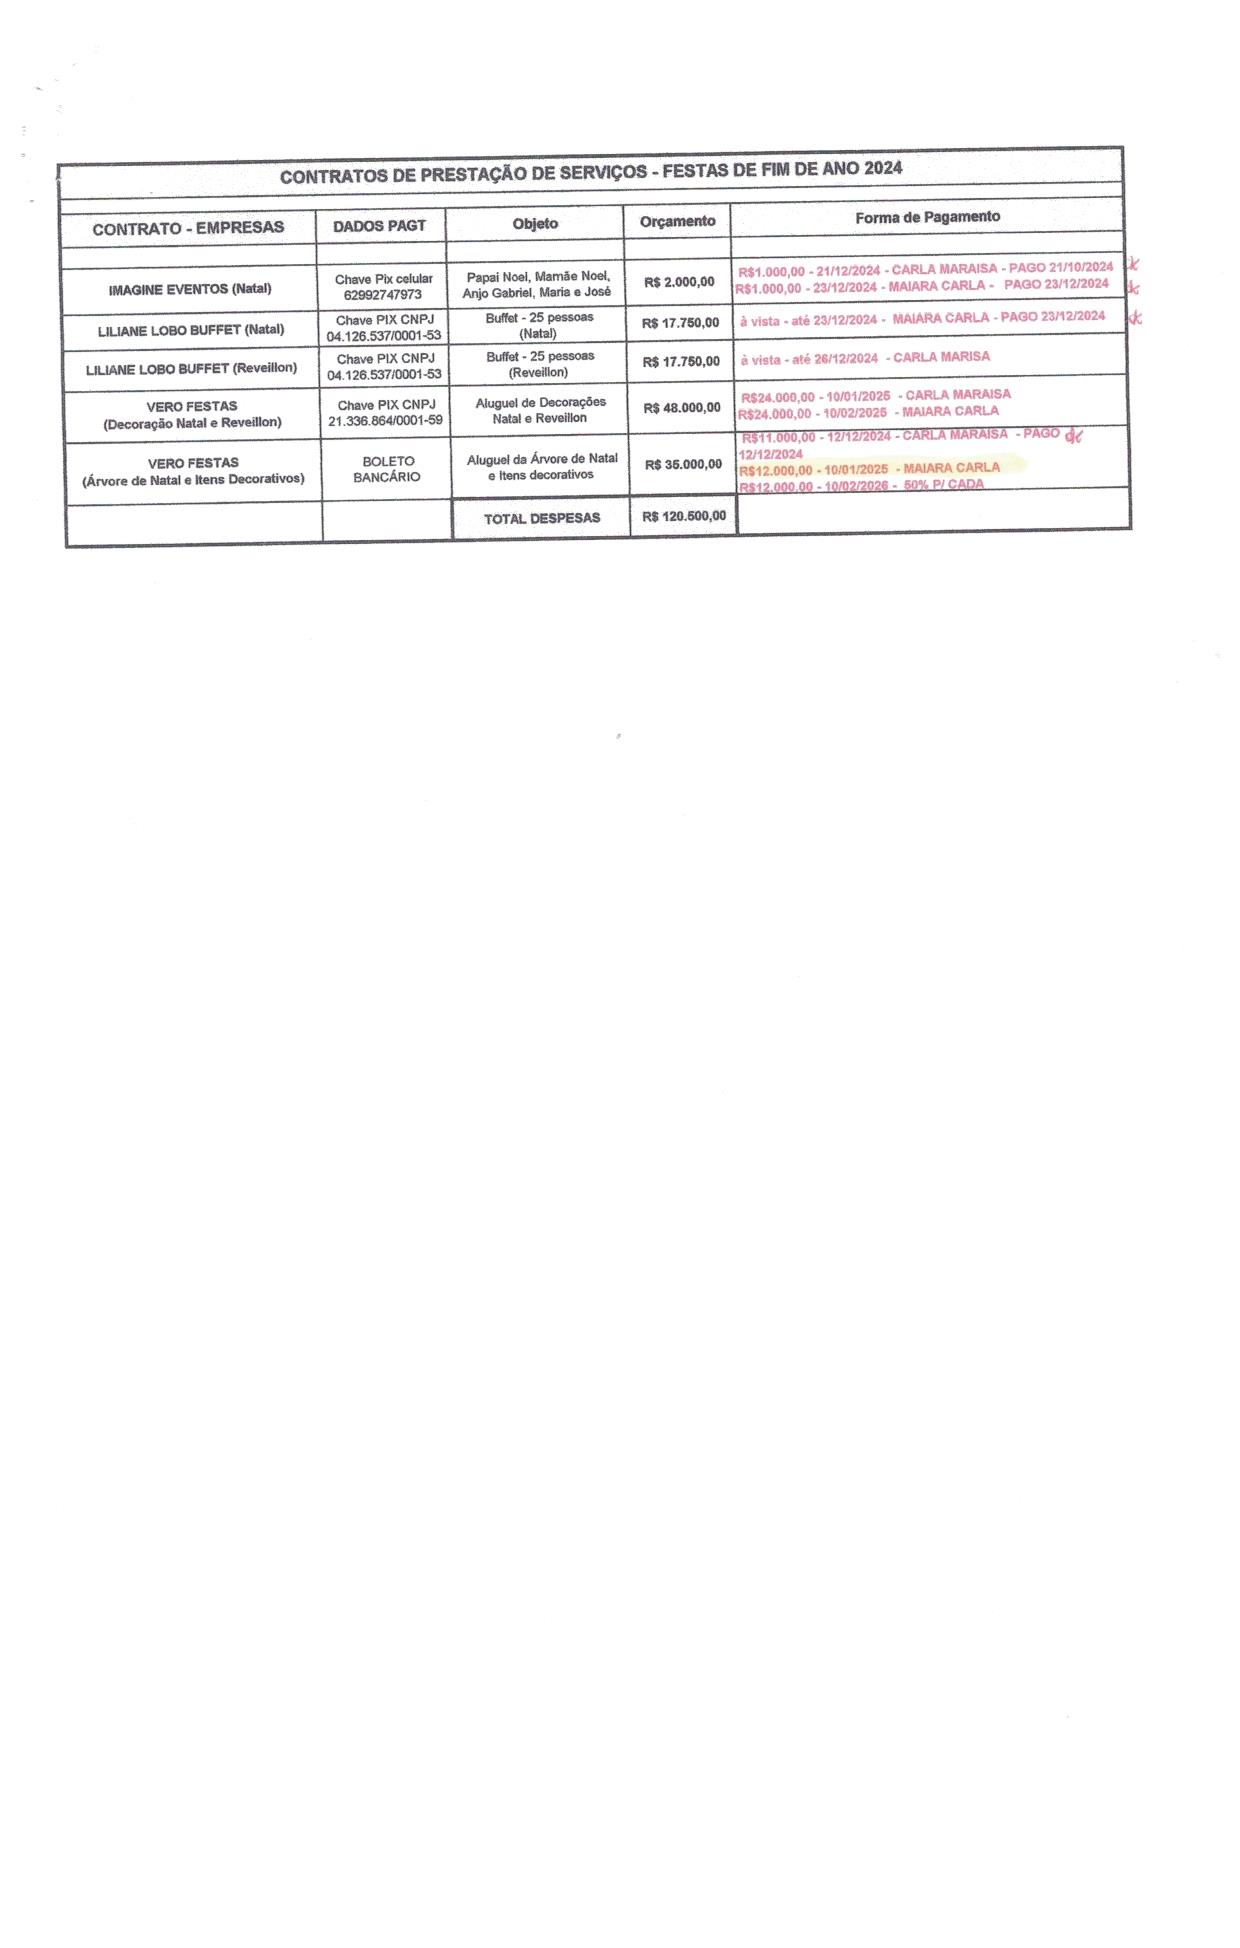 CONTRATOS DE PRESTAÇÃO DE SERVIÇOS - FESTAS DE FIM DE ANO 2024
CONTRATO - EMPRESAS DADOS PAGT Objeto Orçamento Forma de Pagamento
IMAGINE EVENTOS (Natal)
Chave Pix celular
62992747973
Papai Noel, Mamãe Noel,
Anjo Gabriel, Maria e José
R$ 2.000,00
R$1.000,00 - 21/12/2024 - CARLA MARAISA - PAGO 21/10/2024
R$1.000,00 - 23/12/2024 - MAIARA CARLA - PAGO 23/12/2024
LILIANE LOBO BUFFET (Natal)
Chave PIX CNPJ
04.126.537/0001-53
Buffet - 25 pessoas
(Natal)
R$ 17.750,00
à vista - até 23/12/2024 - MAIARA CARLA - PAGO 23/12/2024
LILIANE LOBO BUFFET (Reveillon)
Chave PIX CNPJ
04.126.537/0001-53
Buffet - 25 pessoas
(Reveillon)
R$ 17.750,00
à vista - até 26/12/2024 - CARLA MARISA
VERO FESTAS
(Decoração Natal e Reveillon)
Chave PIX CNPJ
21.336.864/0001-59
Aluguel de Decorações
Natal e Reveillon
R$ 48.000,00
R$24.000,00 - 10/01/2025 - CARLA MARAISA
R$24.000,00 - 10/02/2025 - MAIARA CARLA
VERO FESTAS
(Árvore de Natal e Itens Decorativos)
BOLETO
BANCÁRIO
Aluguel da Árvore de Natal
e Itens decorativos
R$ 35.000,00
R$11.000,00 - 12/12/2024 - CARLA MARAISA - PAGO
12/12/2024
R$12.000,00 - 10/01/2025 - MAIARA CARLA
R$12.000,00 - 10/02/2026 - 50% P/ CADA
TOTAL DESPESAS R$ 120.500,00